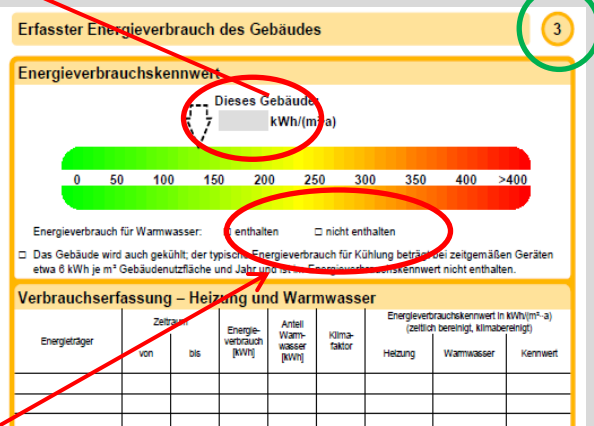 Erfasster Energieverbrauch des Gebäudes
3
Energieverbrauchskennwert
Dieses Gebäude:
kWh/(m²·a)
0 50 100 150 200 250 300 350 400 >400
Energieverbrauch für Warmwasser: □ enthalten □ nicht enthalten
□ Das Gebäude wird auch gekühlt; der typische Energieverbrauch für Kühlung beträgt bei zeitgemäßen Geräten
etwa 6 kWh je m² Gebäudenutzfläche und Jahr und ist im Energieverbrauchskennwert nicht enthalten.
Verbrauchserfassung – Heizung und Warmwasser
Energieträger
Zeitraum
von bis
Energie-
verbrauch
[kWh]
Anteil
Warm-
wasser
[kWh]
Klima-
faktor
Energieverbrauchskennwert in kWh/(m²·a)
(zeitlich bereinigt, klimabereinigt)
Heizung Warmwasser Kennwert